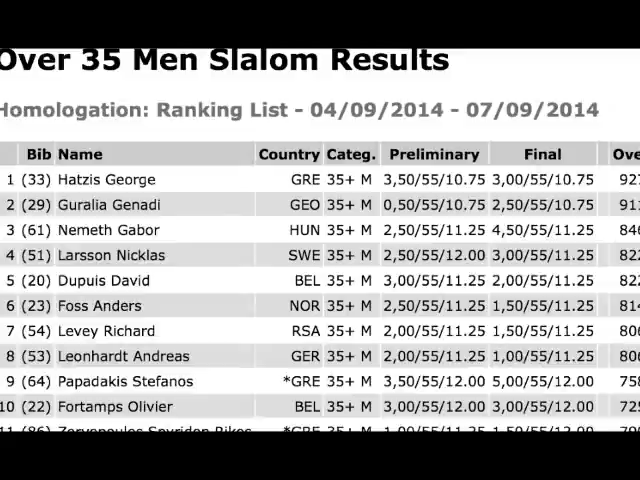 Over 35 Men Slalom Results
Homologation: Ranking List - 04/09/2014 - 07/09/2014
Bib Name Country Categ. Preliminary Final
1 (33) Hatzis George GRE 35+ M 3,50/55/10.75 3,00/55/10.75 927
2 (29) Guralia Genadi GEO 35+ M 0,50/55/10.75 2,50/55/10.75
3 (61) Nemeth Gabor HUN 35+ M 2,50/55/11.25 4,50/55/11.25
4 (51) Larsson Nicklas SWE 35+ M 2,50/55/12.00 3,00/55/11.25
5 (20) Dupuis David BEL 35+ M 3,00/55/11.25 2,00/55/11.25
6 (23) Foss Anders NOR 35+ M 2,50/55/11.25 1,50/55/11.25
7 (54) Levey Richard RSA 35+ M 2,00/55/11.25 1,50/55/11.25
8 (53) Leonhardt Andreas GER 35+ M 2,00/55/11.25 1,00/55/11.25
9 (64) Papadakis Stefanos *GRE 35+ M 3,50/55/12.00 5,00/55/12.00
10 (22) Fortamps Olivier BEL 35+ M 3,00/55/12.00 3,00/55/12.00